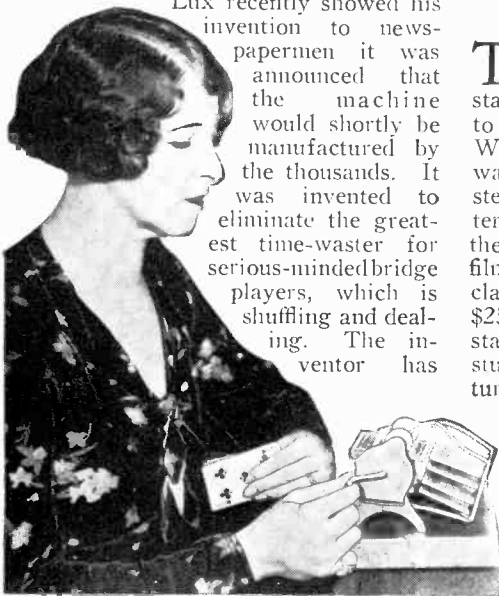 Lux recently showed his
invention to news-
papermen it was
announced that
the machine
would shortly be
manufactured by
the thousands. It
was invented to
eliminate the great-
est time-waster for
serious-minded bridge
players, which is
shuffling and deal-
ing. The in-
ventor has
T
sta
to
W
wa
ste
ter
the
film
cla
$25
sta
stu
tur